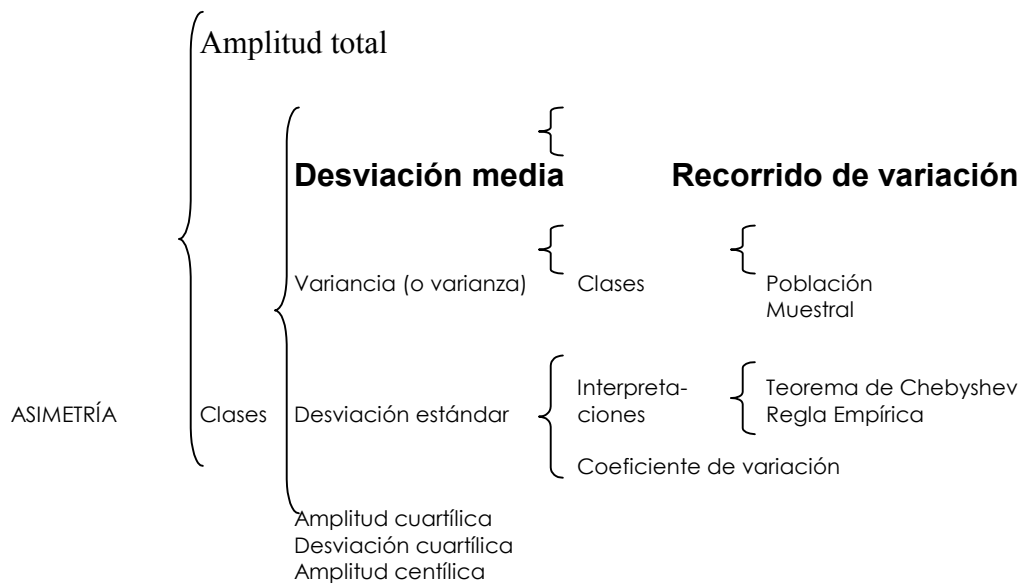 Amplitud total
Desviación media Recorrido de variación
Variancia (o varianza) Clases Población
Muestral
ASIMETRÍA Clases Desviación estándar Interpreta-
ciones Teorema de Chebyshev
Regla Empírica
Coeficiente de variación
Amplitud cuartílica
Desviación cuartílica
Amplitud centílica